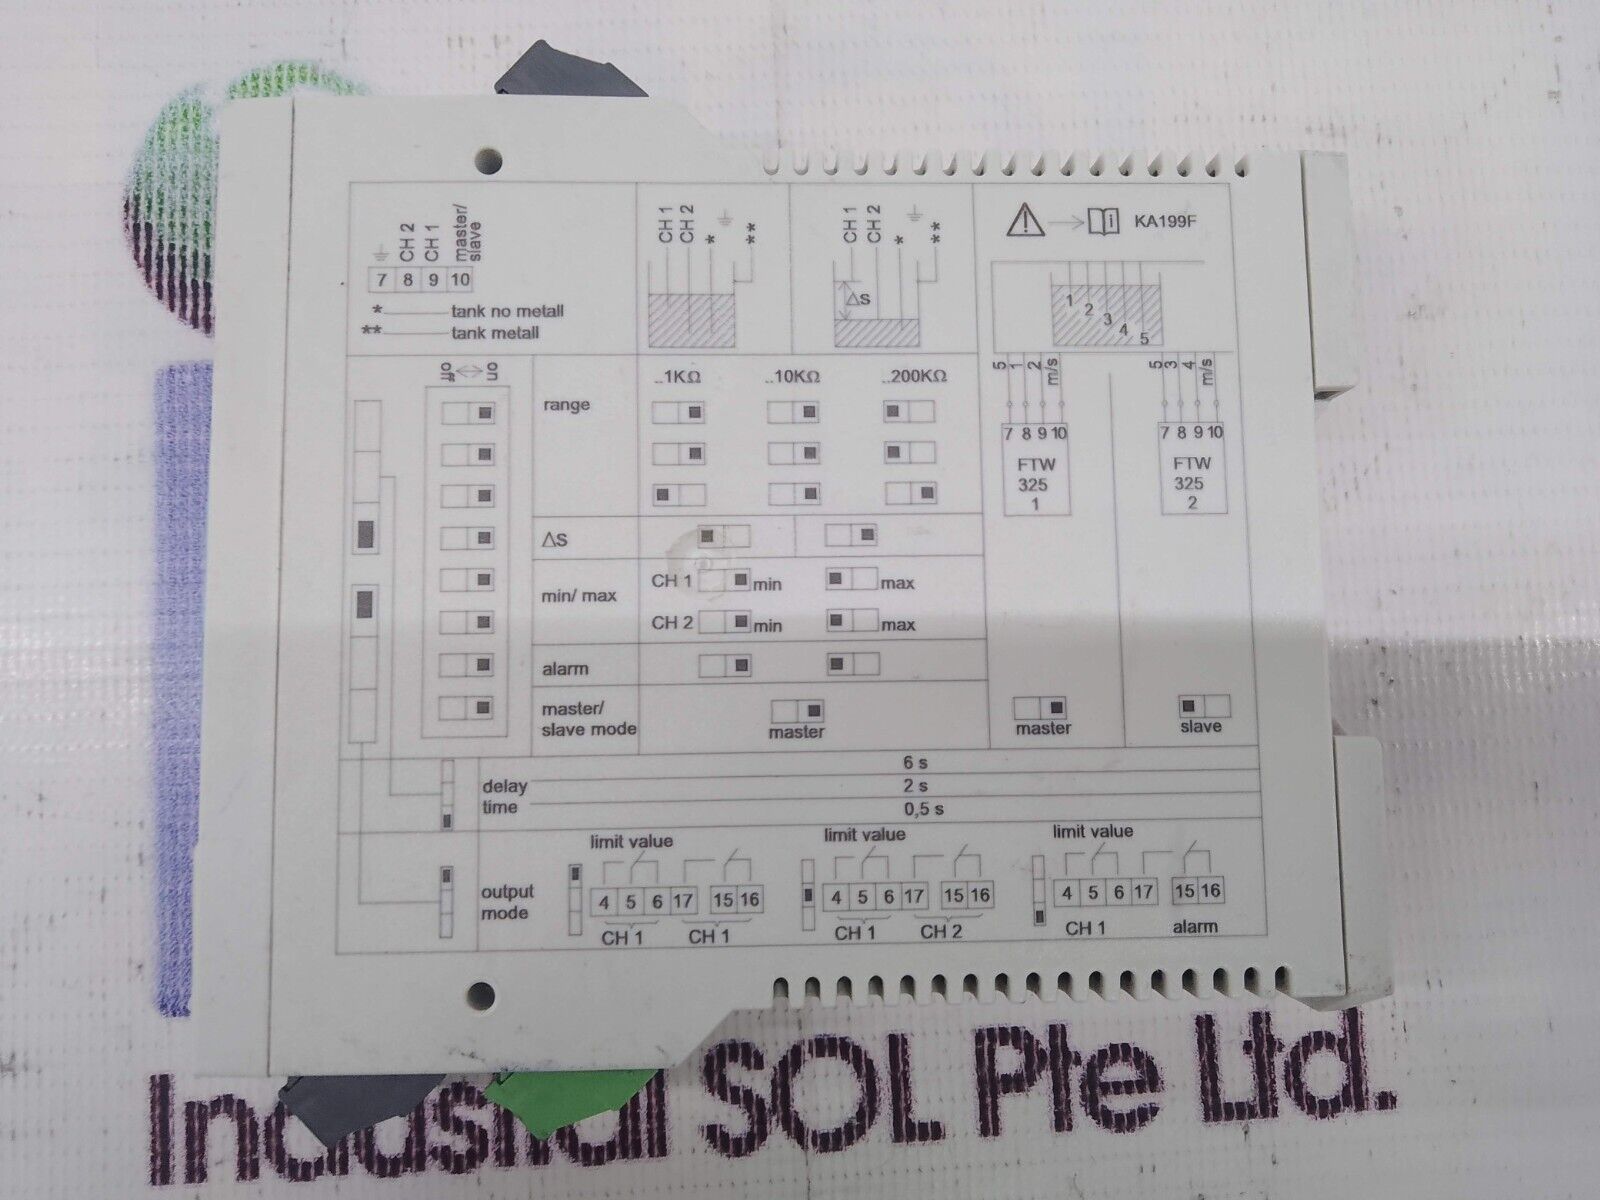 CH 2
CH 1
master/
slave
7 8 9 10
* tank no metall
** tank metall
CH 1
CH 2
*
**
CH 1
CH 2
*
**
ΔS
i KA199F
1
2
3
4
5
off <-> on
range
..1KΩ ..10KΩ ..200KΩ
ΔS
min/ max
CH 1 min max
CH 2 min max
alarm
master/
slave mode
master
5 1 2 m/s
7 8 9 10
FTW
325
1
master
5 3 4 m/s
7 8 9 10
FTW
325
2
slave
delay
time
6 s
2 s
0,5 s
output
mode
limit value
4 5 6 17 15 16
CH 1 CH 1
limit value
4 5 6 17 15 16
CH 1 CH 2
limit value
4 5 6 17 15 16
CH 1 alarm
Industrial SOL Pte Ltd.